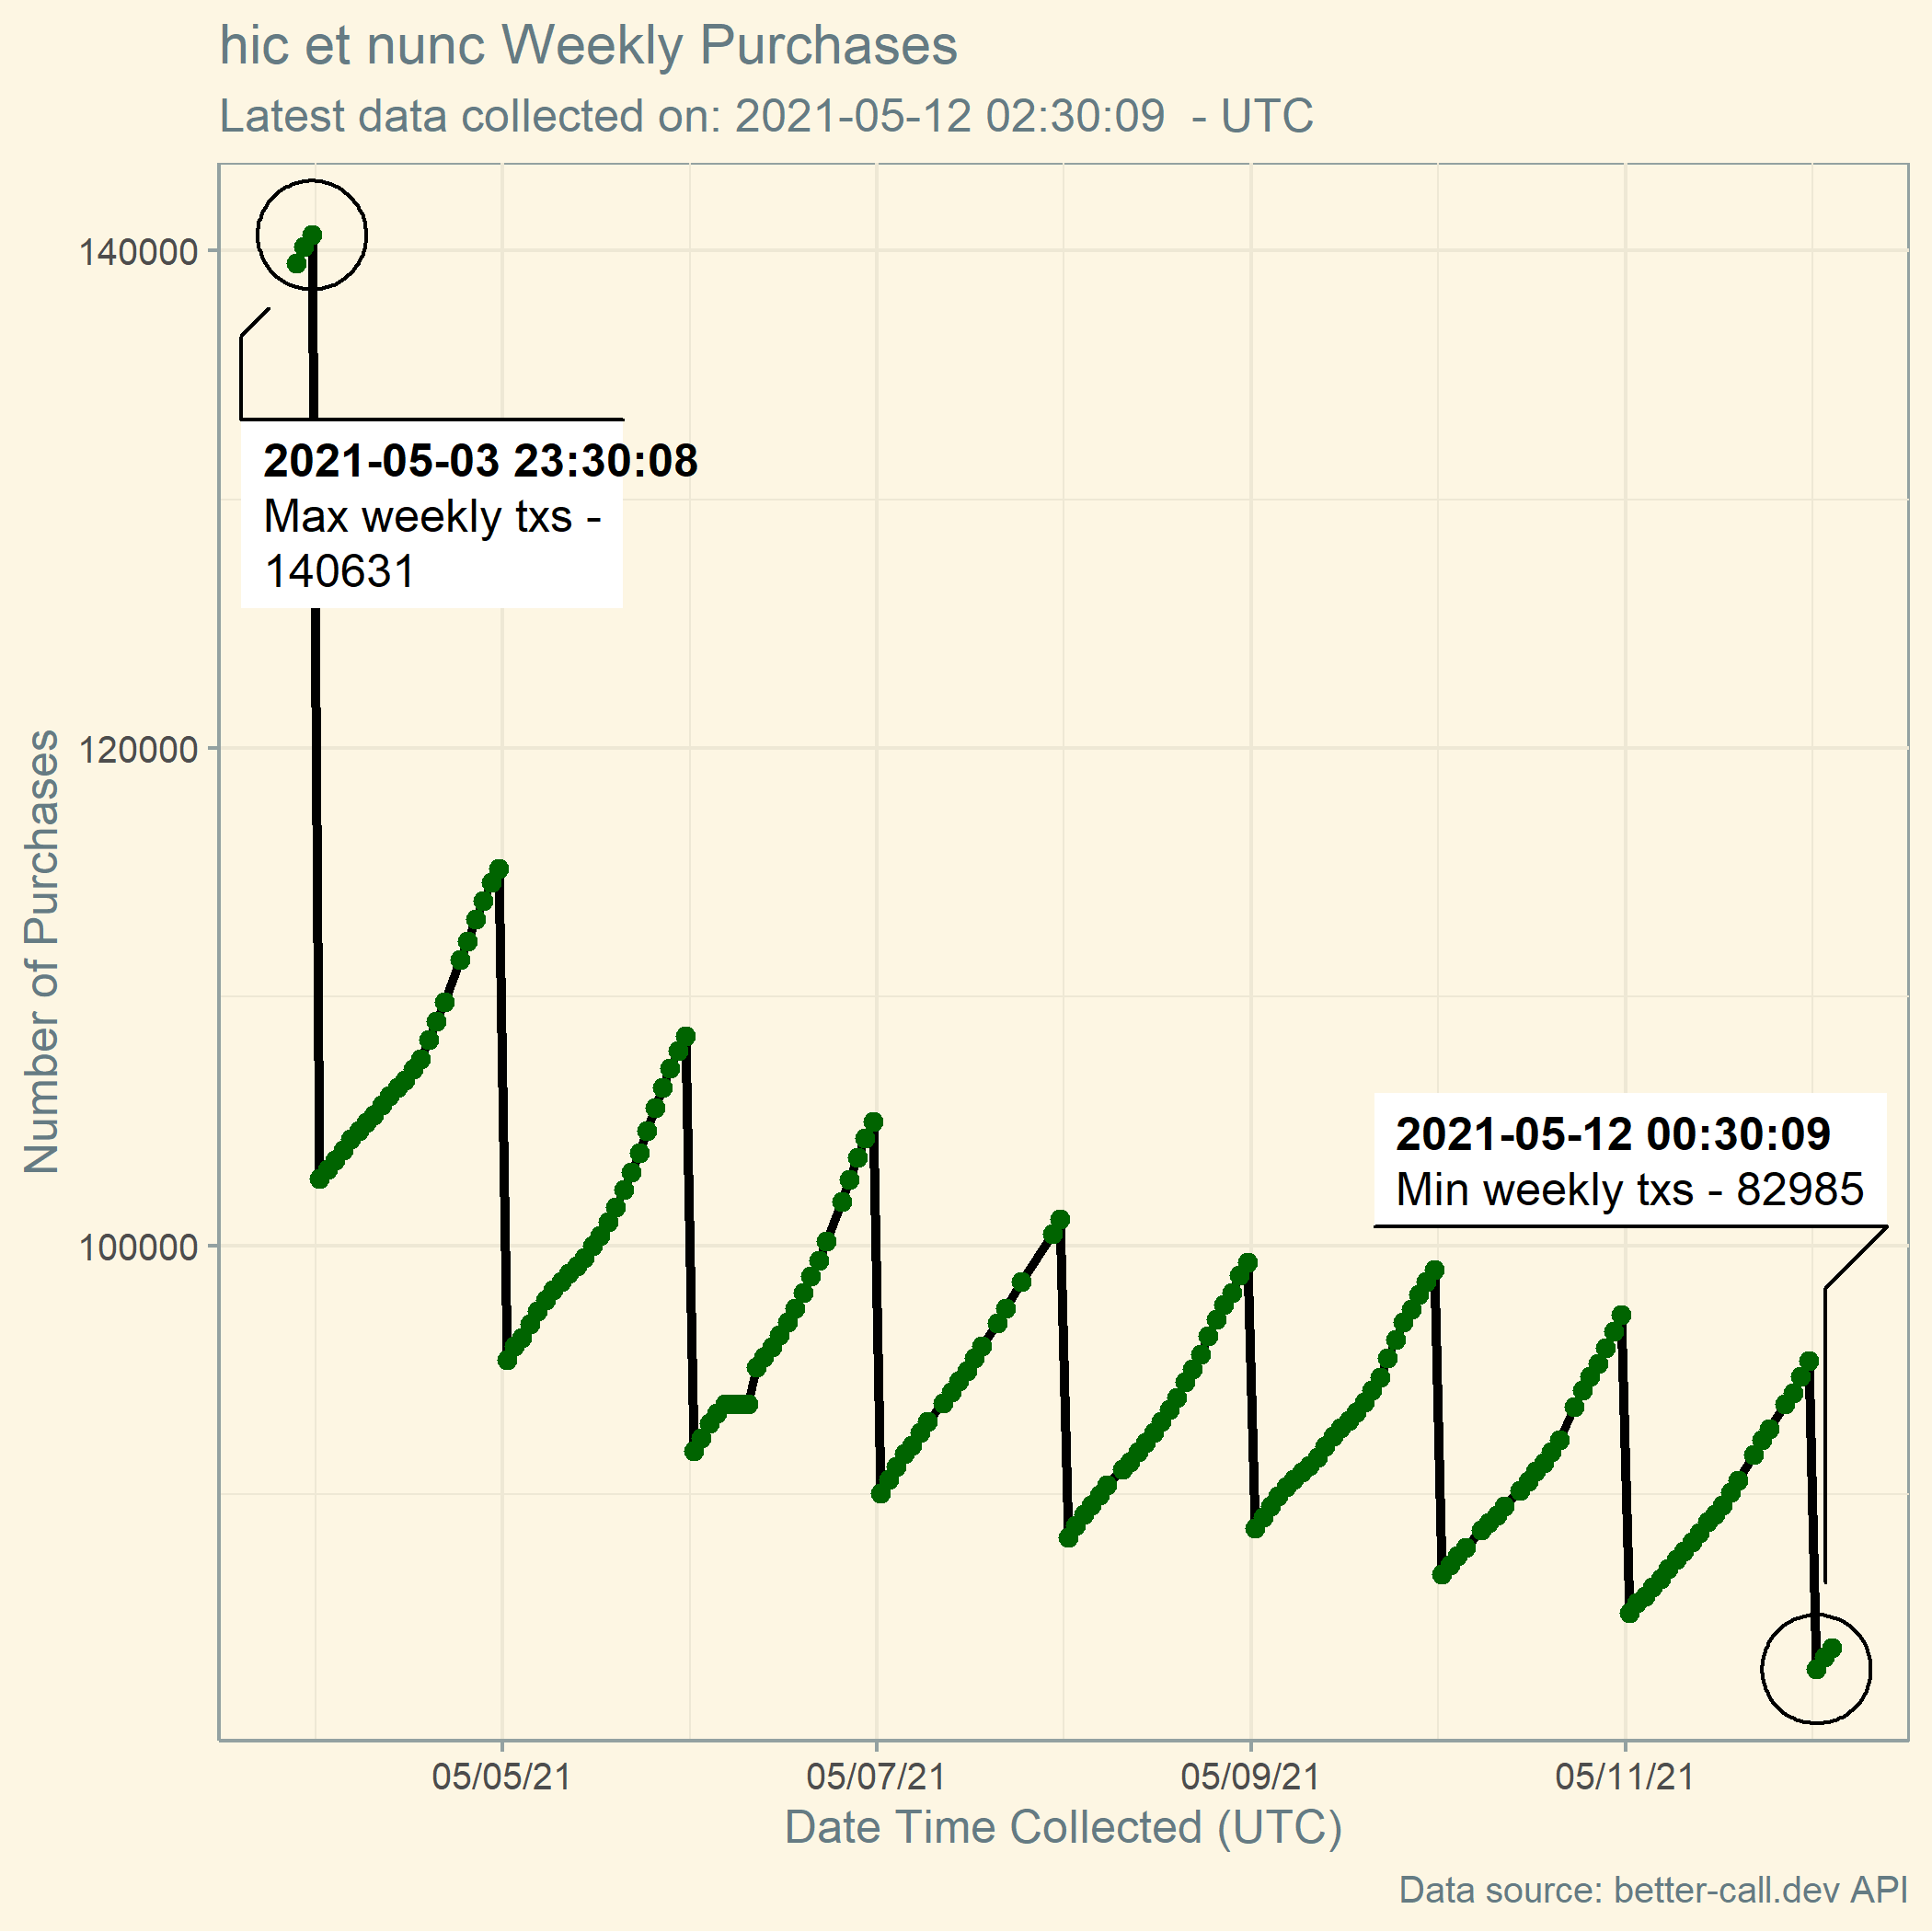 hic et nunc Weekly Purchases
Latest data collected on: 2021-05-12 02:30:09  - UTC
140000
2021-05-03 23:30:08
Max weekly txs -
140631
120000
Number of Purchases
2021-05-12 00:30:09
Min weekly txs - 82985
100000
05/05/21
05/07/21
05/09/21
05/11/21
Date Time Collected (UTC)
Data source: better-call.dev API